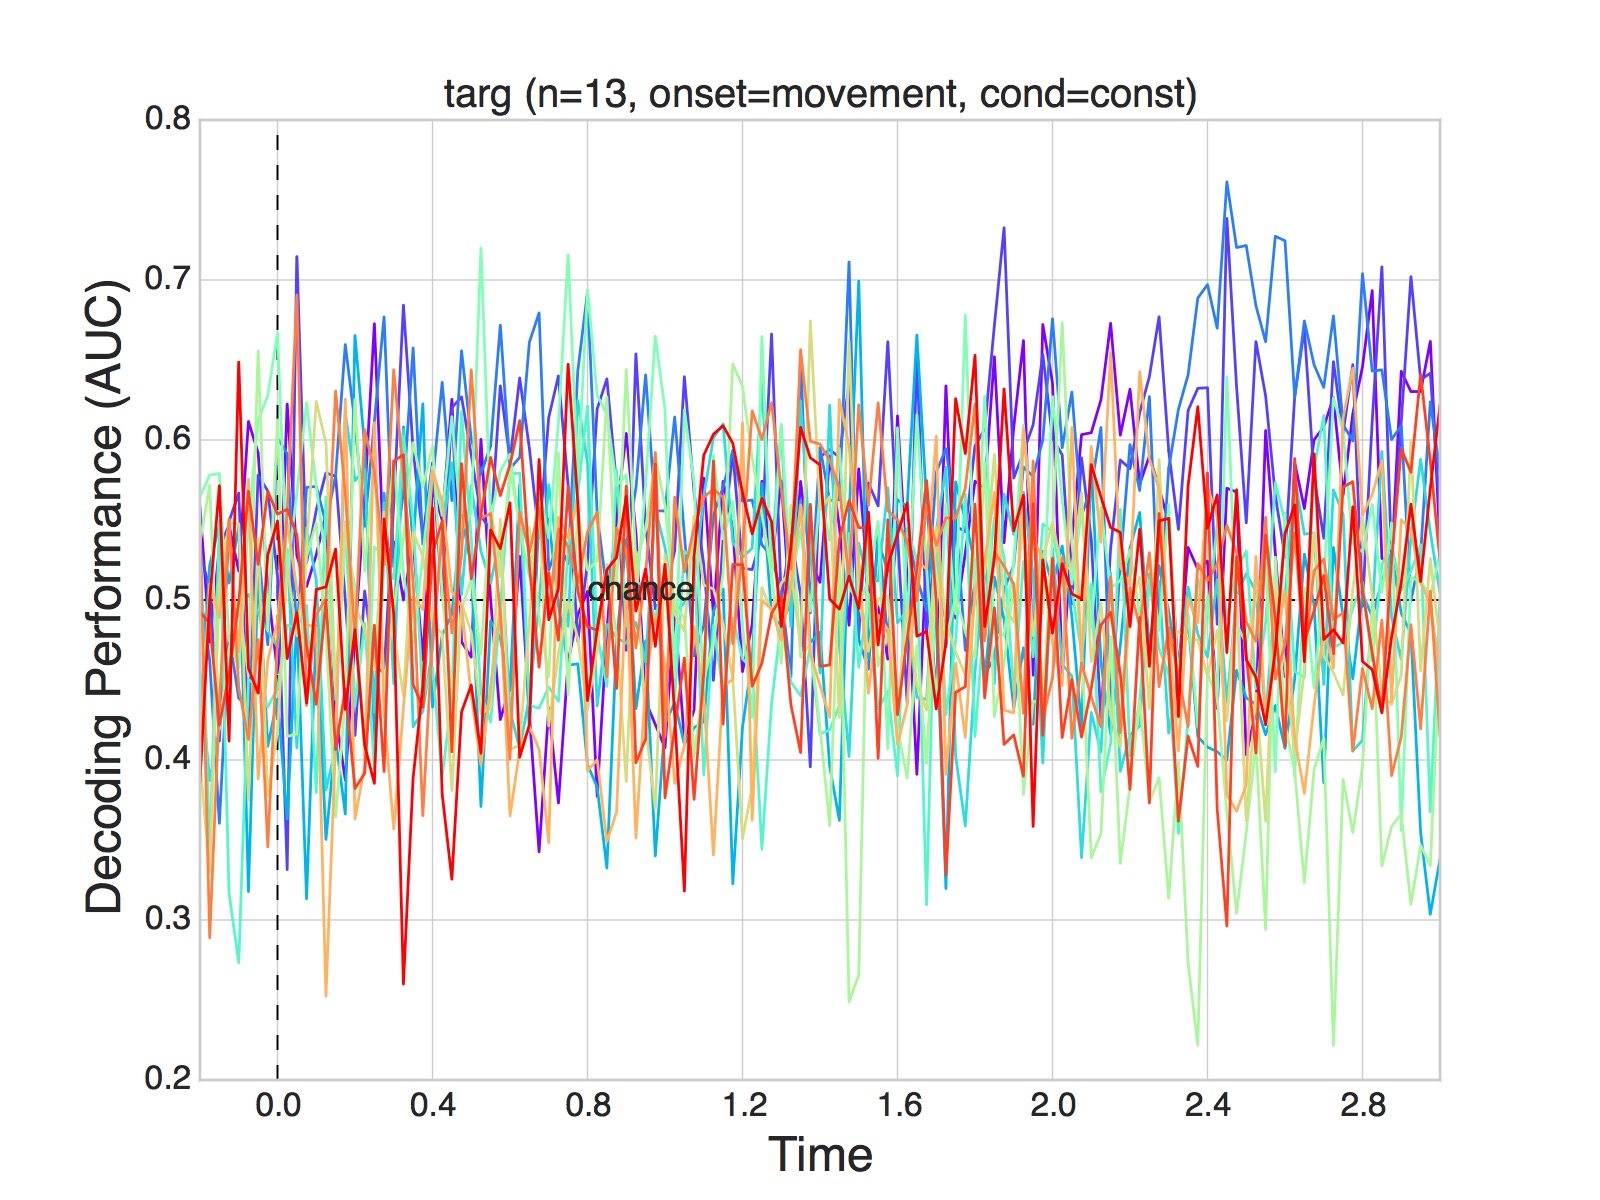 targ (n=13, onset=movement, cond=const)
0.8
0.7
0.6
0.5
0.4
0.3
0.2
Decoding Performance (AUC)
chance
0.0 0.4 0.8 1.2 1.6 2.0 2.4 2.8
Time